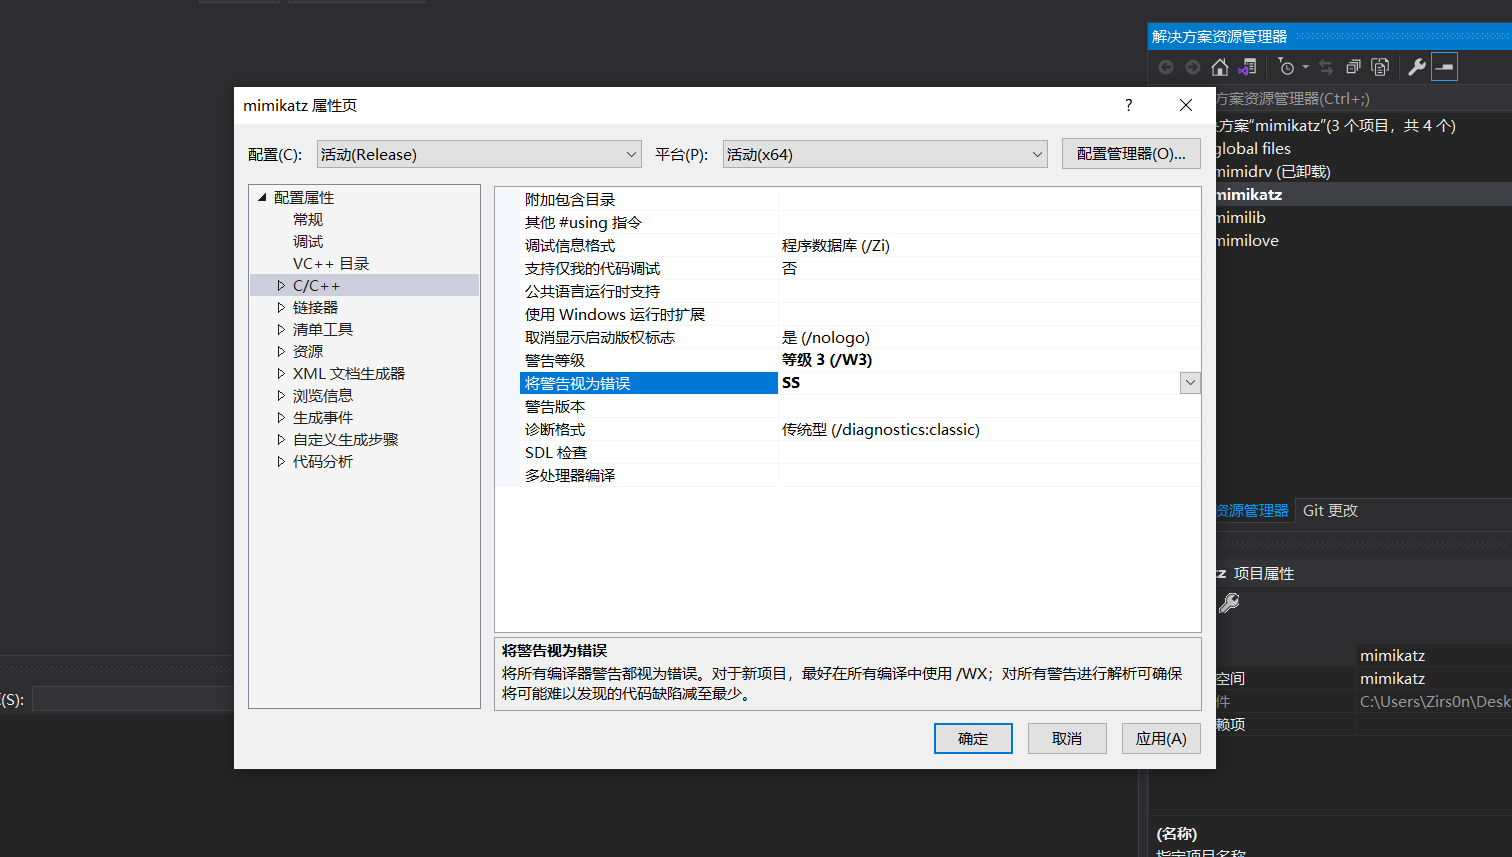 解决方案资源管理器
方案资源管理器(Ctrl+;)
方案"mimikatz"(3 个项目，共 4 个)
global files
mimidrv (已卸载)
mimikatz
mimilib
mimilove
mimikatz 属性页
?
配置(C):
活动(Release)
平台(P):
活动(x64)
配置管理器(O)...
配置属性
常规
调试
VC++ 目录
C/C++
链接器
清单工具
资源
XML 文档生成器
浏览信息
生成事件
自定义生成步骤
代码分析
附加包含目录
其他 #using 指令
调试信息格式 程序数据库 (/Zi)
支持仅我的代码调试 否
公共语言运行时支持
使用 Windows 运行时扩展
取消显示启动版权标志 是 (/nologo)
警告等级 等级 3 (/W3)
将警告视为错误 SS
警告版本
诊断格式 传统型 (/diagnostics:classic)
SDL 检查
多处理器编译
将警告视为错误
将所有编译器警告都视为错误。对于新项目，最好在所有编译中使用 /WX；对所有警告进行解析可确保
将可能难以发现的代码缺陷减至最少。
确定
取消
应用(A)
资源管理器
Git 更改
z 项目属性
mimikatz
空间 mimikatz
件 C:\Users\Zirs0n\Desk
赖项
(名称)
指定项目名称
(S):